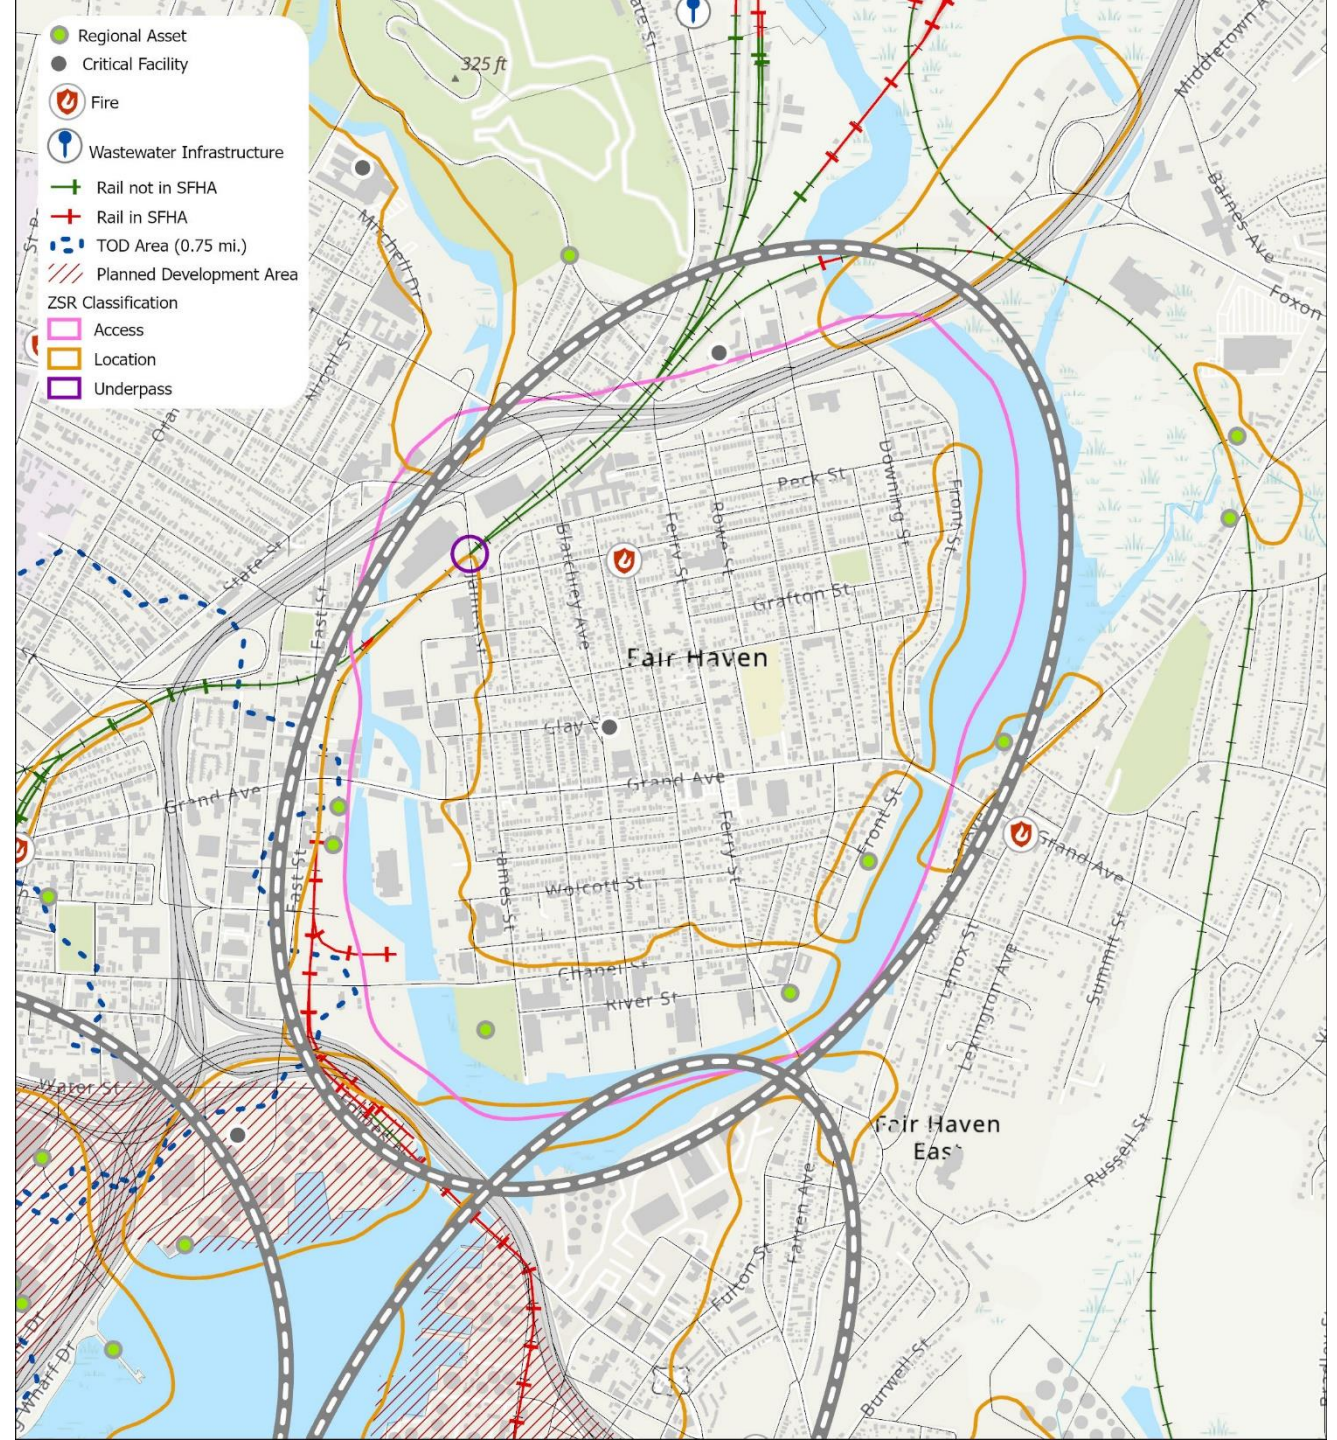 Regional Asset
Critical Facility
Fire
Wastewater Infrastructure
Rail not in SFHA
Rail in SFHA
TOD Area (0.75 mi.)
Planned Development Area
ZSR Classification
Access
Location
Underpass
325 ft
Middletown A
Barnes Ave
Foxon
Mitchell Dr
Nicoll St
State St
East St
Peck St
Downing St
Front St
Rowe St
Ferry St
Blatchley Ave
Grafton St
James St
Fair Haven
Clay
Grand Ave
Grand Ave
Ferry St
Front St
Grand Ave
East St
Wolcott St
James St
Chapel St
River St
Lenox St
Summit St
Lexington Ave
Water St
Fair Haven
East
Russell St
Farren Ave
Fulton St
Burwell St
Wharf Dr